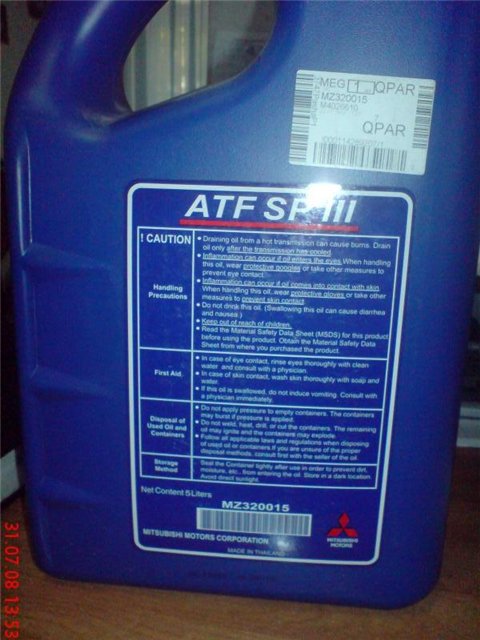 MEG 1 QPAR
MZ320015
M4026610
QPAR
ATF SP III
! CAUTION
Handling
Precautions
• Draining oil from a hot transmission can cause burns. Drain
oil only after the transmission has cooled.
• Inflammation can occur if oil enters the eyes. When handling
this oil, wear protective goggles or take other measures to
prevent eye contact.
• Inflammation can occur if oil comes into contact with skin.
When handling this oil, wear protective gloves or take other
measures to prevent skin contact
• Do not drink this oil. (Swallowing this oil can cause diarrhea
and nausea.)
• Keep out of reach of children.
• Read the Material Safety Data Sheet (MSDS) for this product
before using the product. Obtain the Material Safety Data
Sheet from where you purchased the product.
First Aid
• In case of eye contact, rinse eyes thoroughly with clean
water and consult with a physician.
• In case of skin contact, wash skin thoroughly with soap and
water.
• If this oil is swallowed, do not induce vomiting. Consult with
a physician immediately.
Disposal of
Used Oil and
Containers
• Do not apply pressure to empty containers. The containers
may burst if pressure is applied.
• Do not weld, heat, drill, or cut the containers. The remaining
oil may ignite and the containers may explode.
• Follow all applicable laws and regulations when disposing
of used oil or containers If you are unsure of the proper
disposal methods, consult first with the seller of the oil.
Storage
Method
Seal the Container tightly after use in order to prevent dirt,
moisture, etc., from entering the oil. Store in a dark location.
Avoid direct sunlight.
Net Content 5 Liters
MZ320015
MITSUBISHI MOTORS CORPORATION
MITSUBISHI
MOTORS
MADE IN THAILAND
31.07.08 13:53